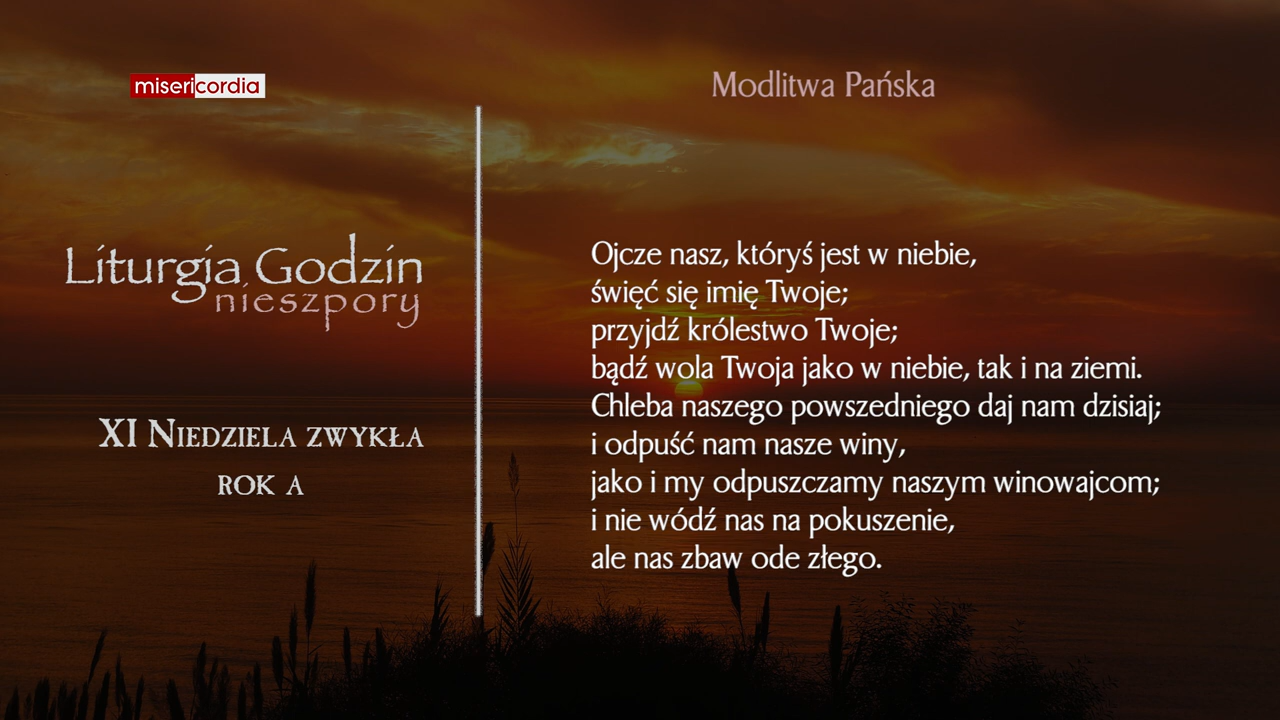 misericordia
Liturgia Godzin
nieszpory
XI Niedziela zwykła
rok A
Modlitwa Pańska
Ojcze nasz, któryś jest w niebie,
święć się imię Twoje;
przyjdź królestwo Twoje;
bądź wola Twoja jako w niebie, tak i na ziemi.
Chleba naszego powszedniego daj nam dzisiaj;
i odpuść nam nasze winy,
jako i my odpuszczamy naszym winowajcom;
i nie wódź nas na pokuszenie,
ale nas zbaw ode złego.